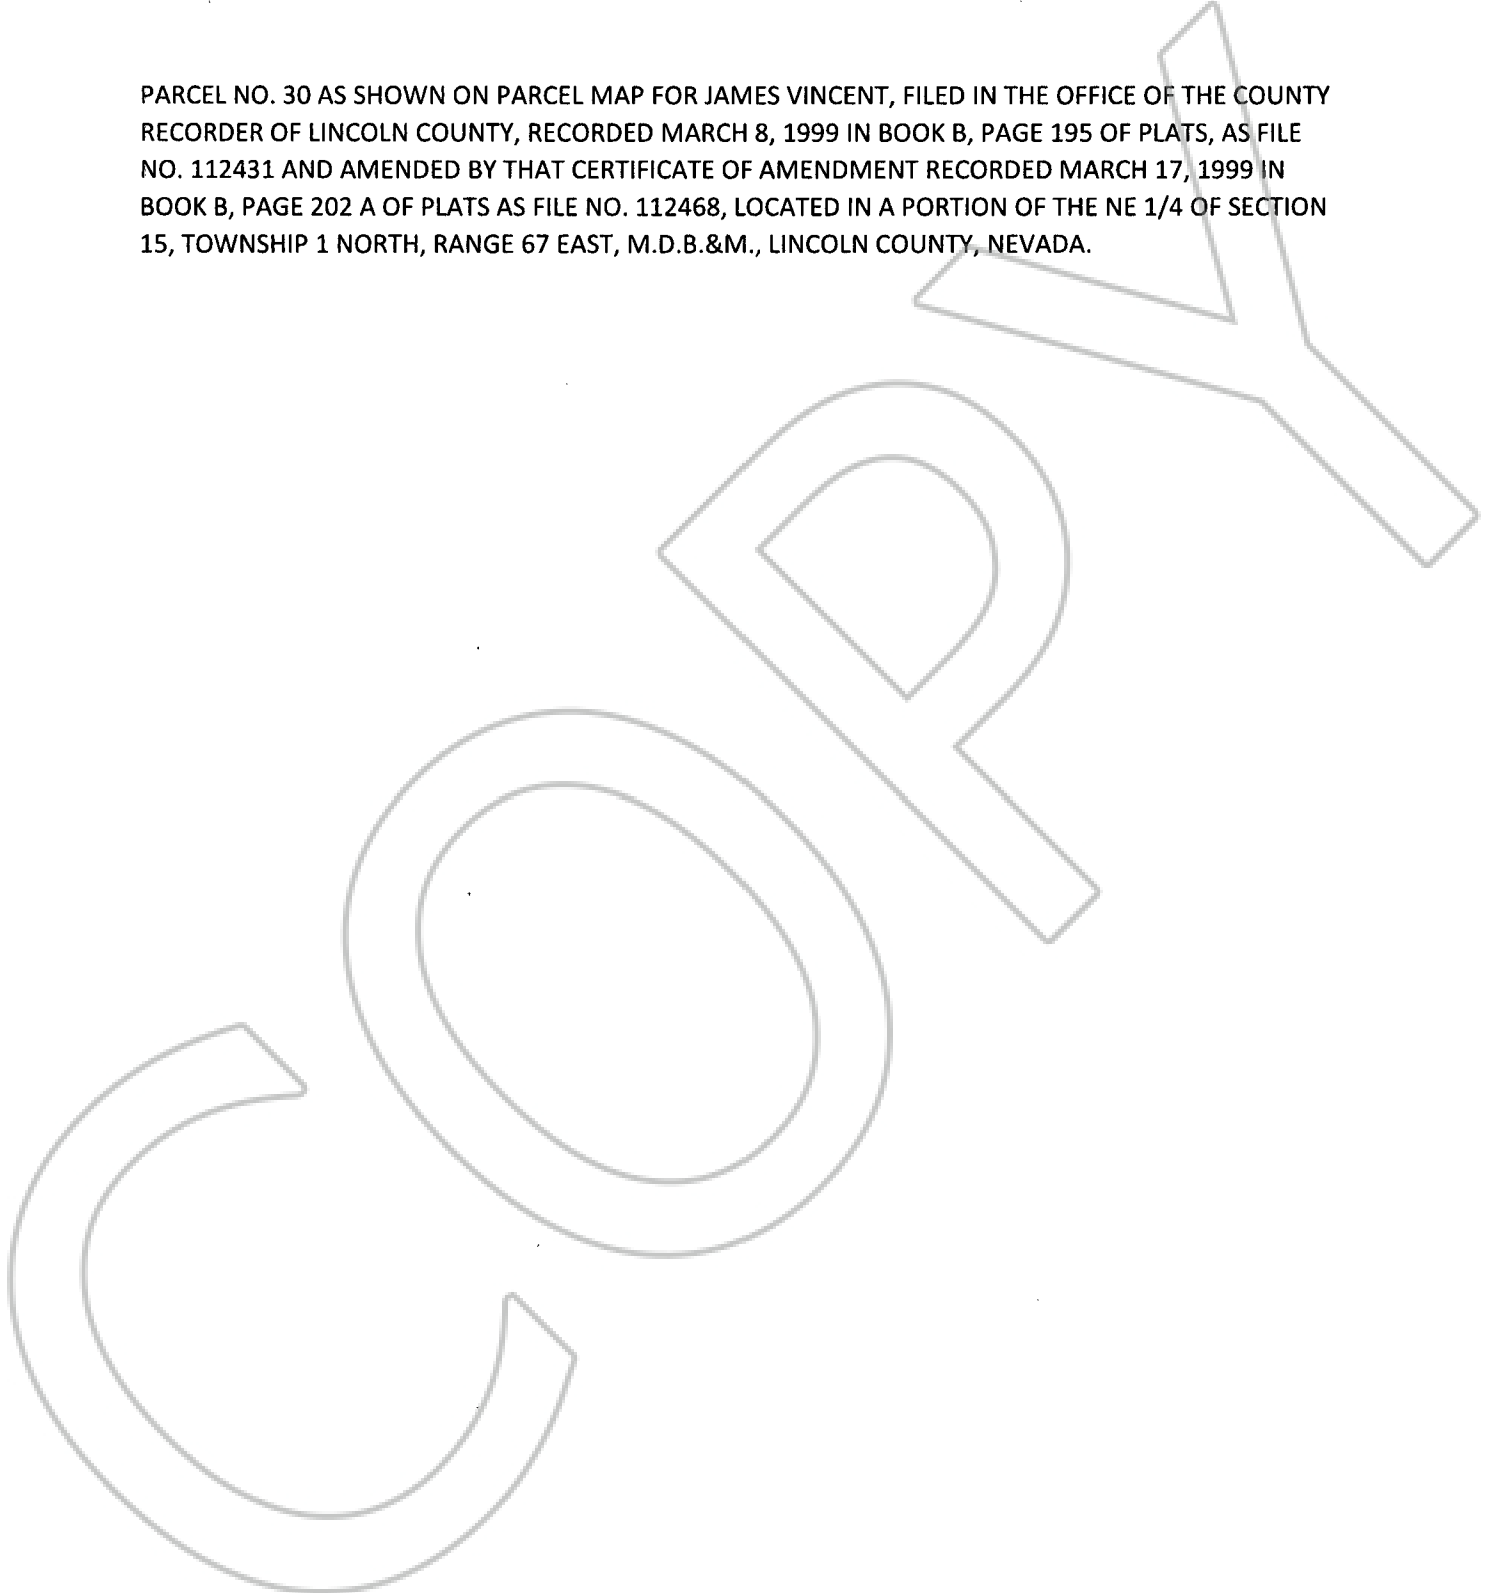 PARCEL NO. 30 AS SHOWN ON PARCEL MAP FOR JAMES VINCENT, FILED IN THE OFFICE OF THE COUNTY
RECORDER OF LINCOLN COUNTY, RECORDED MARCH 8, 1999 IN BOOK B, PAGE 195 OF PLATS, AS FILE
NO. 112431 AND AMENDED BY THAT CERTIFICATE OF AMENDMENT RECORDED MARCH 17, 1999 IN
BOOK B, PAGE 202 A OF PLATS AS FILE NO. 112468, LOCATED IN A PORTION OF THE NE 1/4 OF SECTION
15, TOWNSHIP 1 NORTH, RANGE 67 EAST, M.D.B.&M., LINCOLN COUNTY, NEVADA.
COPY